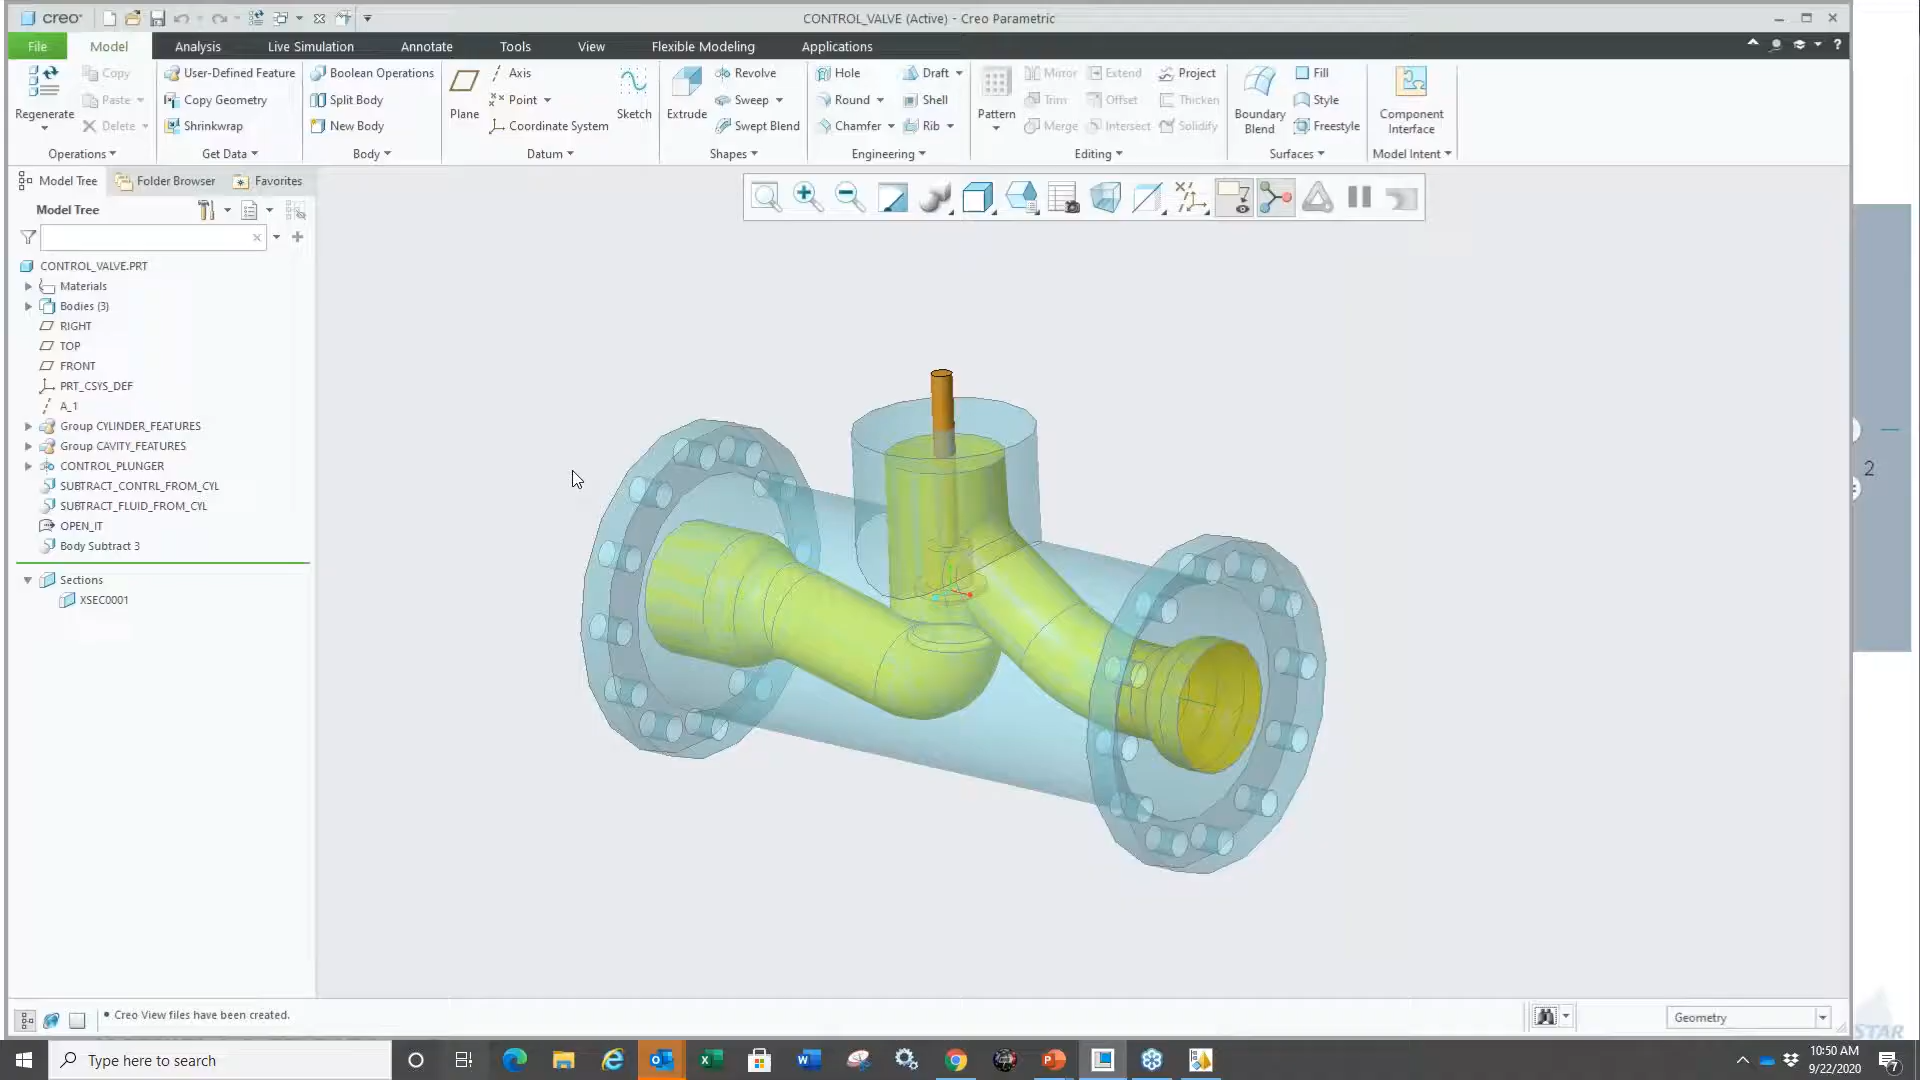 creo
CONTROL_VALVE (Active) - Creo Parametric
File Model Analysis Live Simulation Annotate Tools View Flexible Modeling Applications
Regenerate
Copy
Paste
Delete
Operations
User-Defined Feature
Copy Geometry
Shrinkwrap
Get Data
Boolean Operations
Split Body
New Body
Body
Plane
Axis
Point
Coordinate System
Sketch
Datum
Extrude
Revolve
Sweep
Swept Blend
Shapes
Hole
Round
Chamfer
Draft
Shell
Rib
Engineering
Pattern
Mirror
Trim
Merge
Extend
Offset
Intersect
Project
Thicken
Solidify
Editing
Boundary
Blend
Fill
Style
Freestyle
Surfaces
Component
Interface
Model Intent
Model Tree Folder Browser Favorites
Model Tree
CONTROL_VALVE.PRT
Materials
Bodies (3)
RIGHT
TOP
FRONT
PRT_CSYS_DEF
A_1
Group CYLINDER_FEATURES
Group CAVITY_FEATURES
CONTROL_PLUNGER
SUBTRACT_CONTRL_FROM_CYL
SUBTRACT_FLUID_FROM_CYL
OPEN_IT
Body Subtract 3
Sections
XSEC0001
2
• Creo View files have been created.
Geometry
STAR
Type here to search
10:50 AM
9/22/2020
7